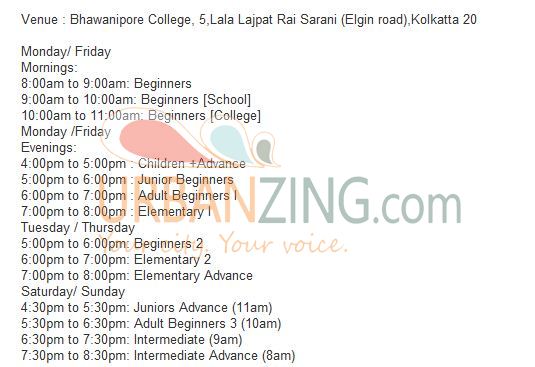 Venue : Bhawanipore College, 5,Lala Lajpat Rai Sarani (Elgin road),Kolkatta 20
Monday/ Friday
Mornings:
8:00am to 9:00am: Beginners
9:00am to 10:00am: Beginners [School]
10:00am to 11:00am: Beginners [College]
Monday /Friday
Evenings:
4:00pm to 5:00pm : Children +Advance
5:00pm to 6:00pm : Junior Beginners
6:00pm to 7:00pm : Adult Beginners I
7:00pm to 8:00pm : Elementary I
URBANZING.com
Tuesday / Thursday
5:00pm to 6:00pm: Beginners 2
Your city. Your voice.
6:00pm to 7:00pm: Elementary 2
7:00pm to 8:00pm: Elementary Advance
Saturday/ Sunday
4:30pm to 5:30pm: Juniors Advance (11am)
5:30pm to 6:30pm: Adult Beginners 3 (10am)
6:30pm to 7:30pm: Intermediate (9am)
7:30pm to 8:30pm: Intermediate Advance (8am)